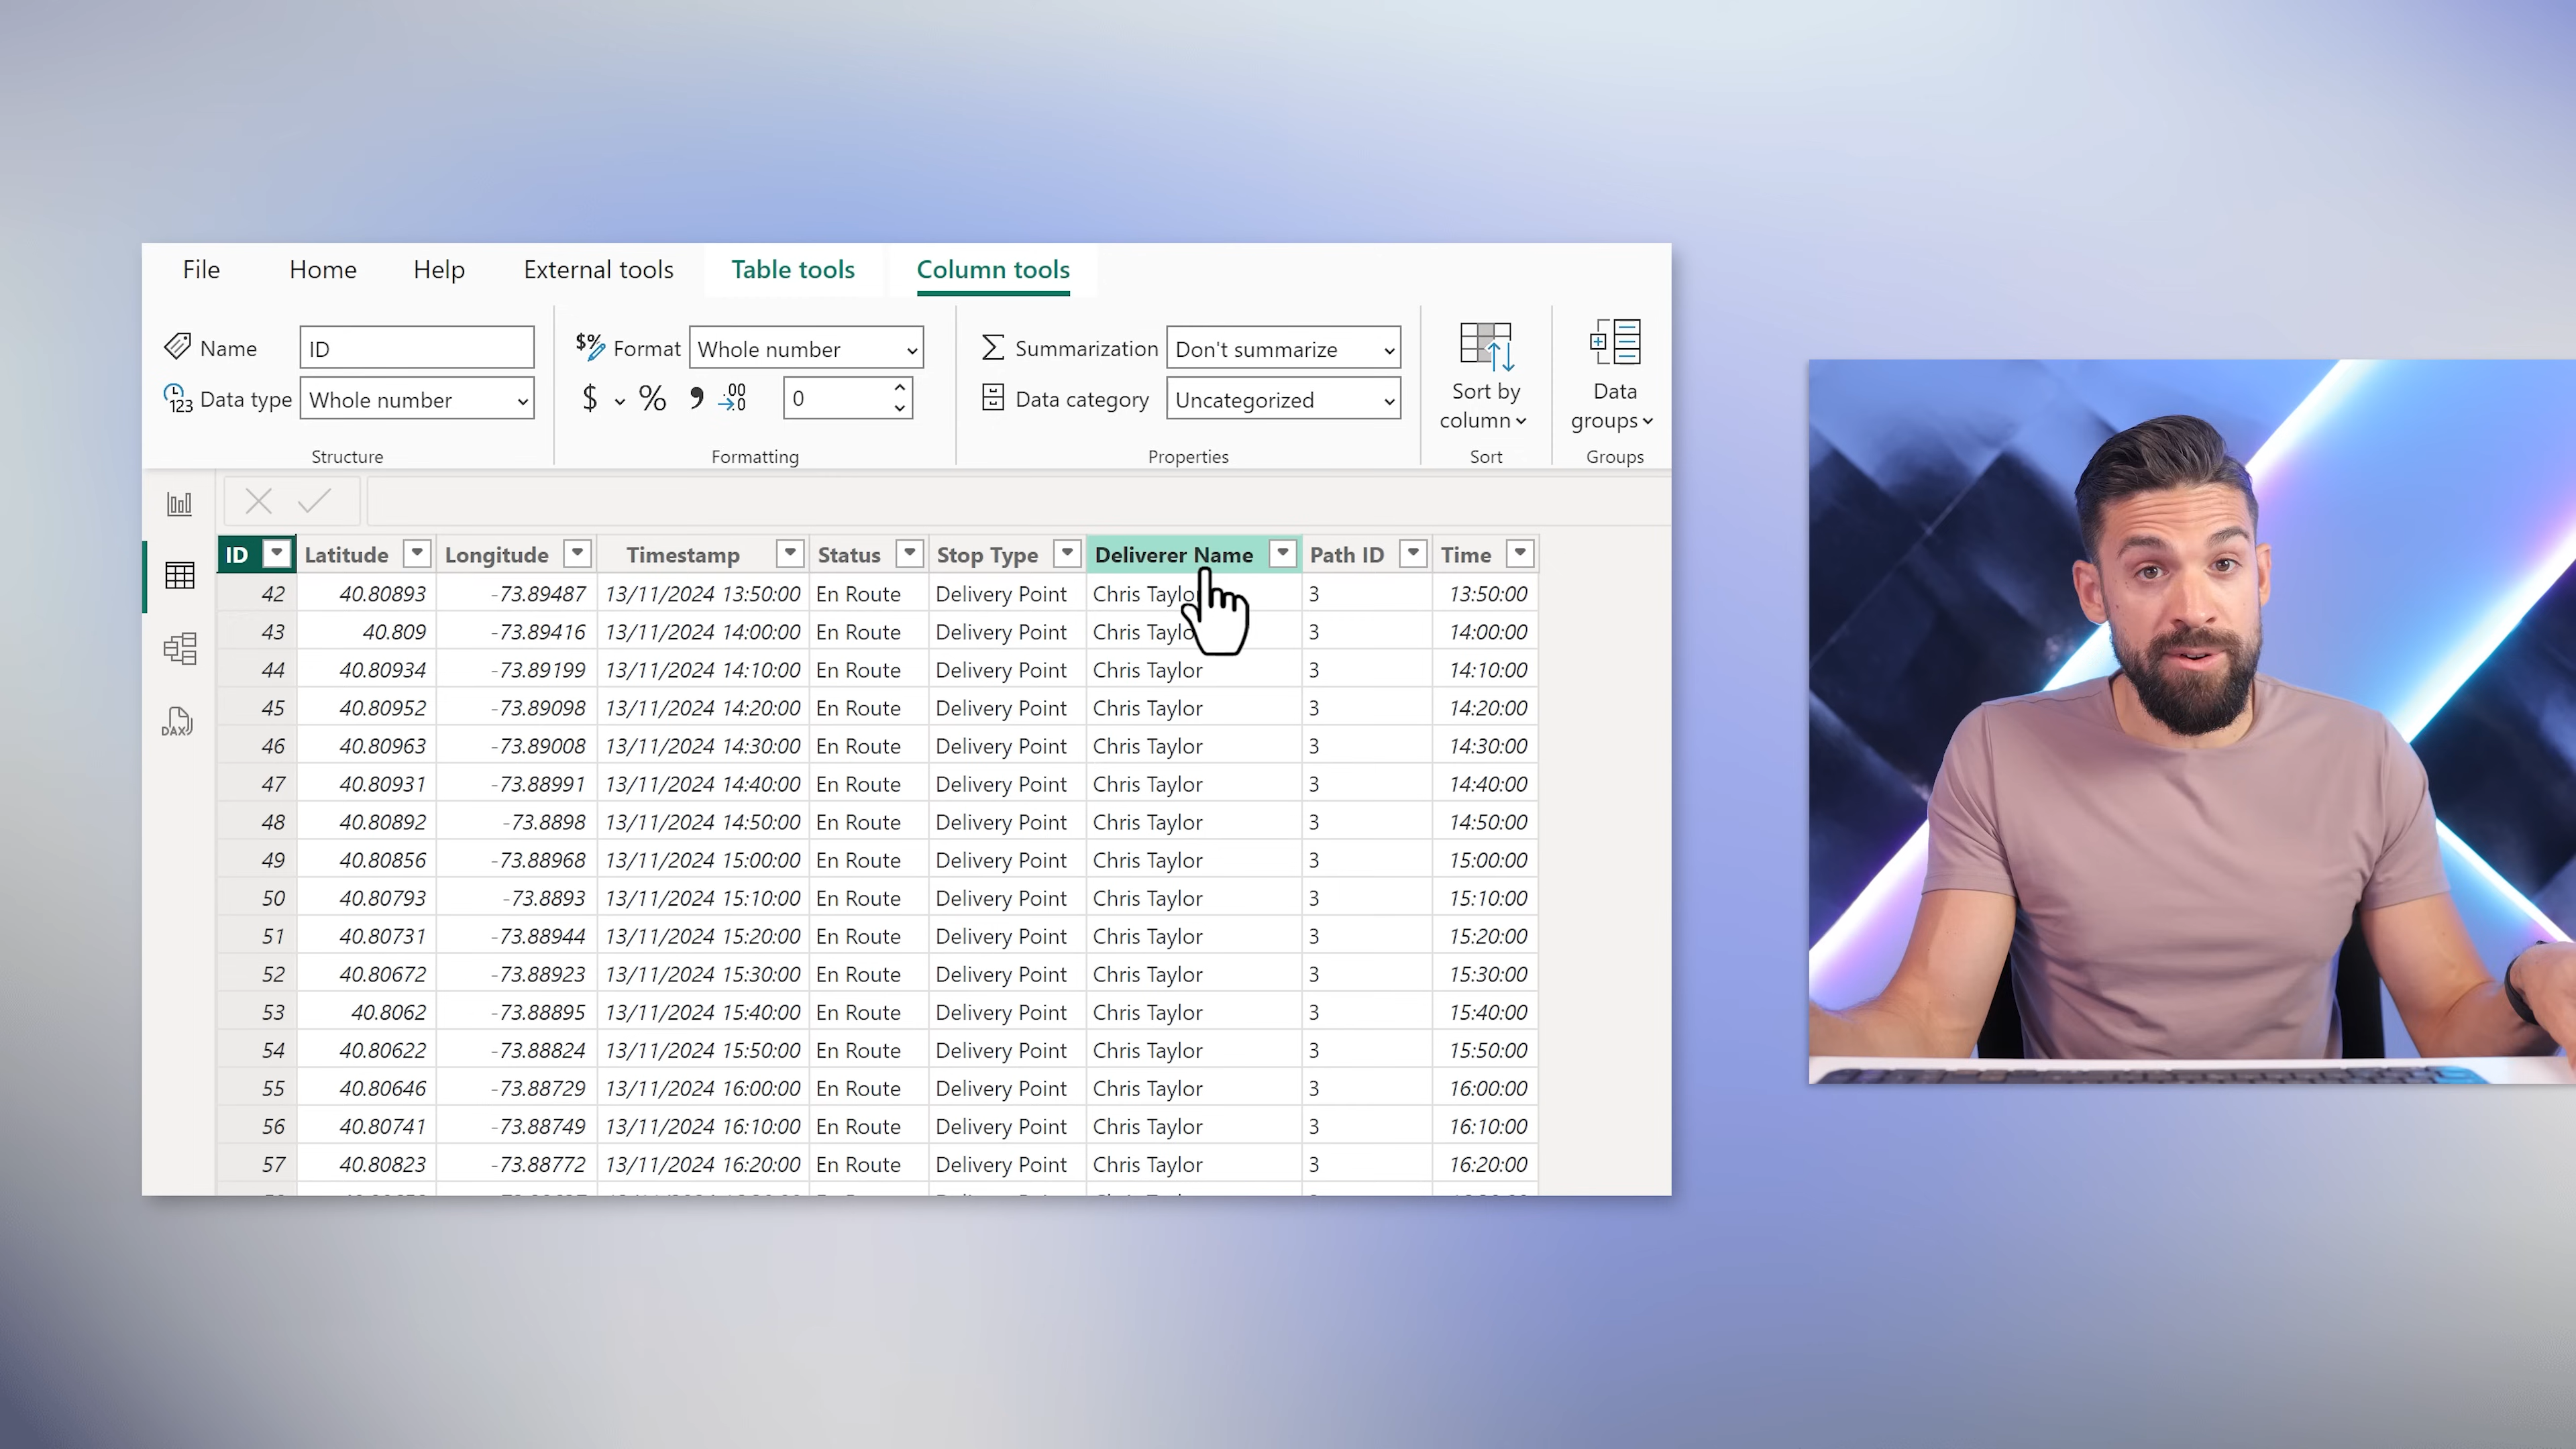 File Home Help External tools Table tools Column tools
Name ID $% Format Whole number Summarization Don't summarize
123 Data type Whole number $ % , .00 .0 0 Data category Uncategorized
Sort by column
Data groups
Structure Formatting Properties Sort Groups
DAX
ID Latitude Longitude Timestamp Status Stop Type Deliverer Name Path ID Time
42 40.80893 -73.89487 13/11/2024 13:50:00 En Route Delivery Point Chris Taylo 3 13:50:00
43 40.809 -73.89416 13/11/2024 14:00:00 En Route Delivery Point Chris Taylo 3 14:00:00
44 40.80934 -73.89199 13/11/2024 14:10:00 En Route Delivery Point Chris Taylor 3 14:10:00
45 40.80952 -73.89098 13/11/2024 14:20:00 En Route Delivery Point Chris Taylor 3 14:20:00
46 40.80963 -73.89008 13/11/2024 14:30:00 En Route Delivery Point Chris Taylor 3 14:30:00
47 40.80931 -73.88991 13/11/2024 14:40:00 En Route Delivery Point Chris Taylor 3 14:40:00
48 40.80892 -73.8898 13/11/2024 14:50:00 En Route Delivery Point Chris Taylor 3 14:50:00
49 40.80856 -73.88968 13/11/2024 15:00:00 En Route Delivery Point Chris Taylor 3 15:00:00
50 40.80793 -73.8893 13/11/2024 15:10:00 En Route Delivery Point Chris Taylor 3 15:10:00
51 40.80731 -73.88944 13/11/2024 15:20:00 En Route Delivery Point Chris Taylor 3 15:20:00
52 40.80672 -73.88923 13/11/2024 15:30:00 En Route Delivery Point Chris Taylor 3 15:30:00
53 40.8062 -73.88895 13/11/2024 15:40:00 En Route Delivery Point Chris Taylor 3 15:40:00
54 40.80622 -73.88824 13/11/2024 15:50:00 En Route Delivery Point Chris Taylor 3 15:50:00
55 40.80646 -73.88729 13/11/2024 16:00:00 En Route Delivery Point Chris Taylor 3 16:00:00
56 40.80741 -73.88749 13/11/2024 16:10:00 En Route Delivery Point Chris Taylor 3 16:10:00
57 40.80823 -73.88772 13/11/2024 16:20:00 En Route Delivery Point Chris Taylor 3 16:20:00